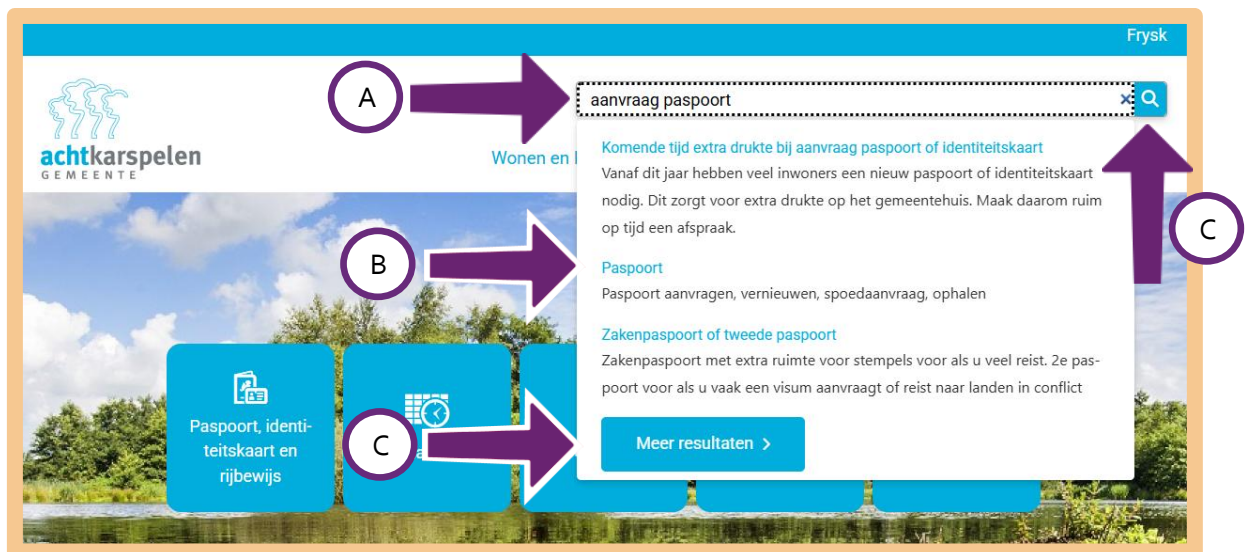 Frysk
A
aanvraag paspoort
achtkarspelen
GEMEENTE
Wonen en
Komende tijd extra drukte bij aanvraag paspoort of identiteitskaart
Vanaf dit jaar hebben veel inwoners een nieuw paspoort of identiteitskaart
nodig. Dit zorgt voor extra drukte op het gemeentehuis. Maak daarom ruim
op tijd een afspraak.
C
B
Paspoort
Paspoort aanvragen, vernieuwen, spoedaanvraag, ophalen
Zakenpaspoort of tweede paspoort
Zakenpaspoort met extra ruimte voor stempels voor als u veel reist. 2e pas-
poort voor als u vaak een visum aanvraagt of reist naar landen in conflict
Paspoort, identi-
teitskaart en
rijbewijs
C
Meer resultaten